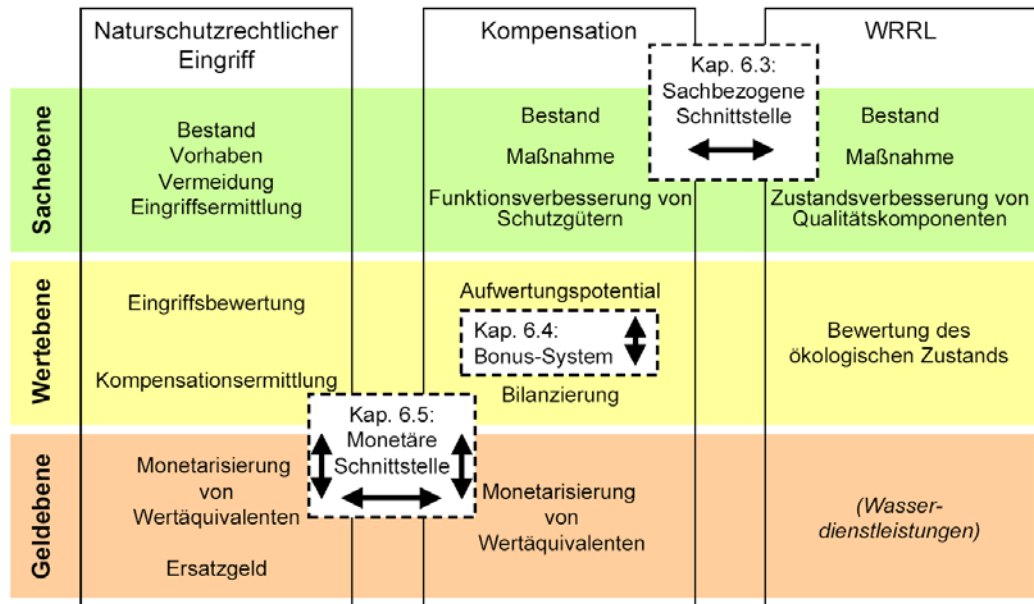 Naturschutzrechtlicher
Eingriff
Kompensation
WRRL
Kap. 6.3:
Sachbezogene
Schnittstelle
Sachebene
Bestand
Vorhaben
Vermeidung
Eingriffsermittlung
Bestand
Maßnahme
Funktionsverbesserung von
Schutzgütern
Bestand
Maßnahme
Zustandsverbesserung von
Qualitätskomponenten
Wertebene
Eingriffsbewertung
Kompensationsermittlung
Aufwertungspotential
Kap. 6.4:
Bonus-System
Bilanzierung
Bewertung des
ökologischen Zustands
Kap. 6.5:
Monetäre
Schnittstelle
Geldebene
Monetarisierung
von
Wertäquivalenten
Ersatzgeld
Monetarisierung
von
Wertäquivalenten
(Wasser-
dienstleistungen)